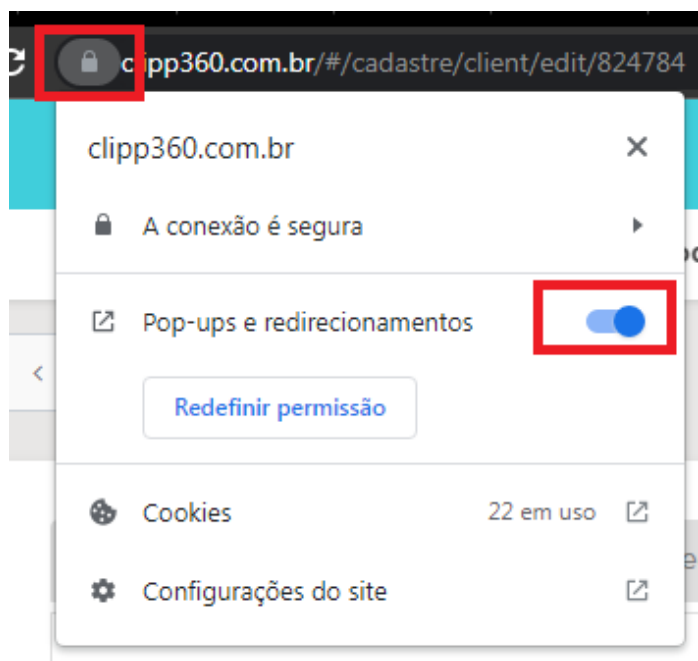 clipp360.com.br/#/cadastre/client/edit/824784
clipp360.com.br
A conexão é segura
Pop-ups e redirecionamentos
Redefinir permissão
Cookies 22 em uso
Configurações do site